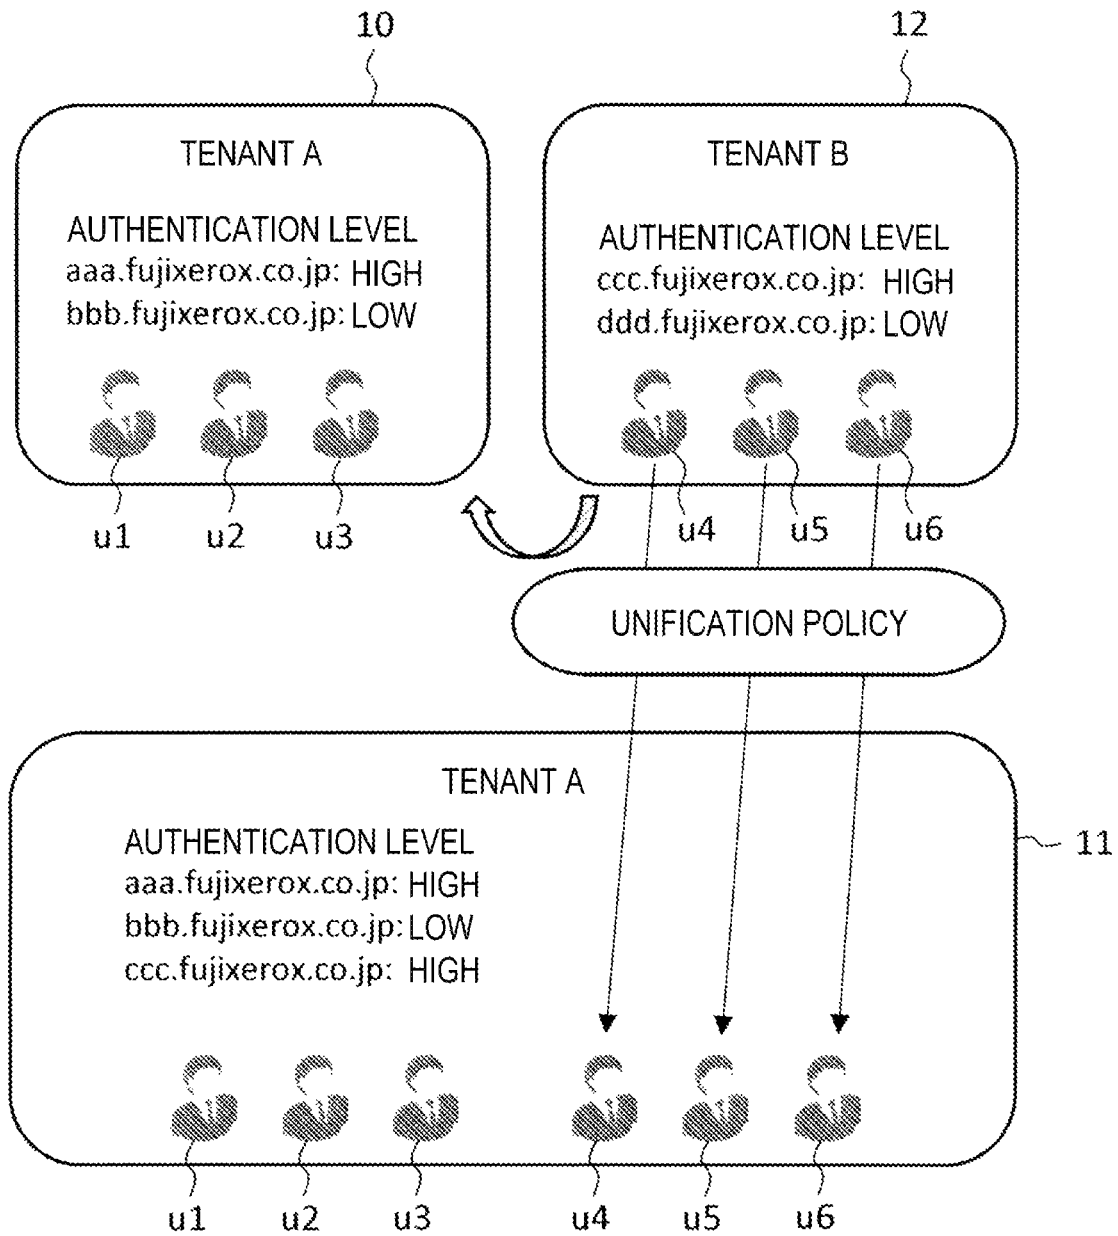 10
12
TENANT A
AUTHENTICATION LEVEL
aaa.fujixerox.co.jp: HIGH
bbb.fujixerox.co.jp: LOW
u1 u2 u3
TENANT B
AUTHENTICATION LEVEL
ccc.fujixerox.co.jp: HIGH
ddd.fujixerox.co.jp: LOW
u4 u5 u6
UNIFICATION POLICY
TENANT A
11
AUTHENTICATION LEVEL
aaa.fujixerox.co.jp: HIGH
bbb.fujixerox.co.jp: LOW
ccc.fujixerox.co.jp: HIGH
u1 u2 u3 u4 u5 u6